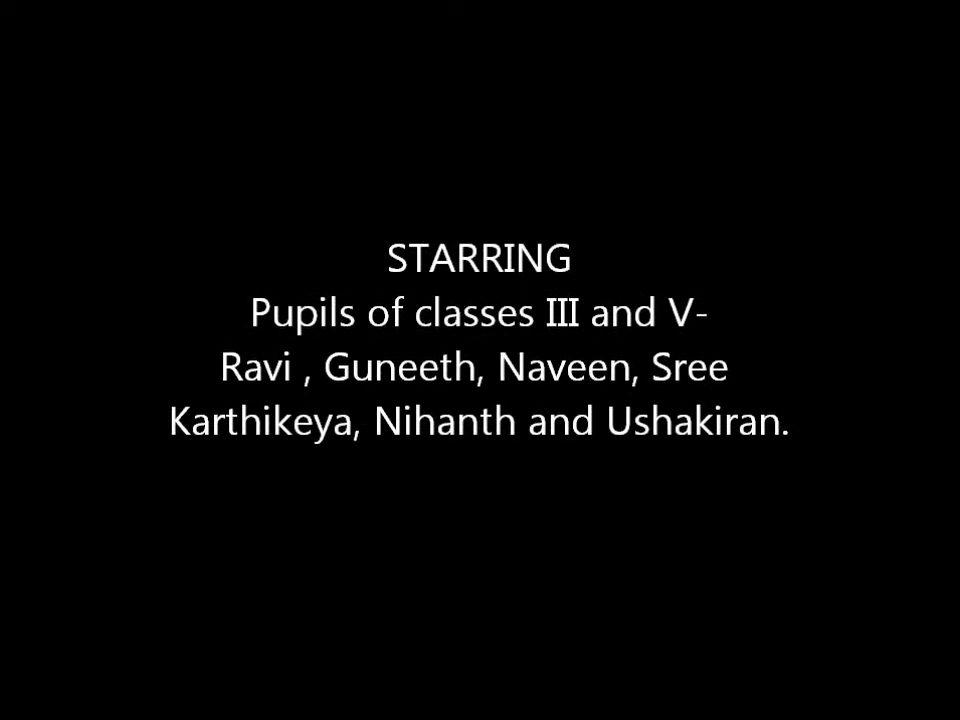 STARRING
Pupils of classes III and V-
Ravi , Guneeth, Naveen, Sree
Karthikeya, Nihanth and Ushakiran.